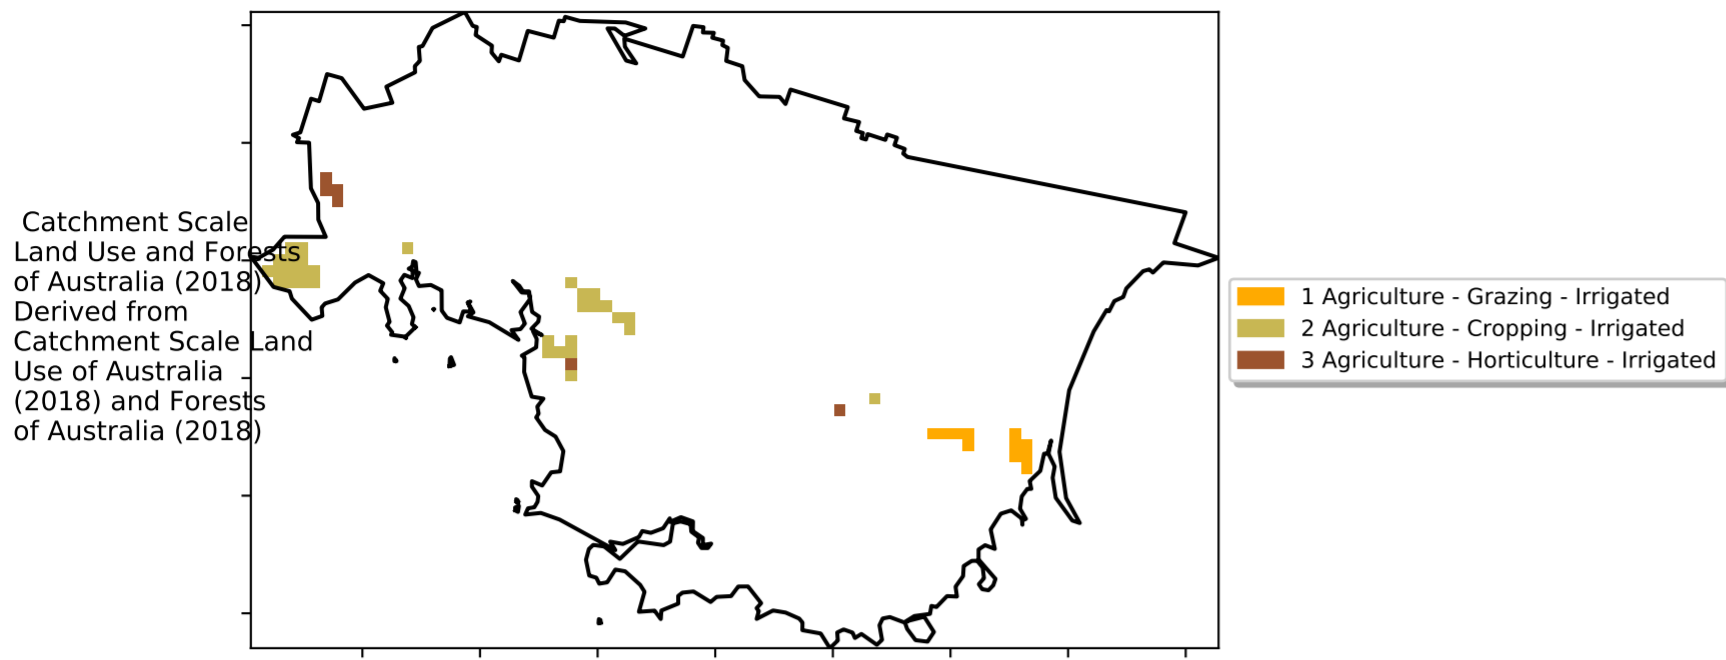 Catchment Scale
Land Use and Forests
of Australia (2018)
Derived from
Catchment Scale Land
Use of Australia
(2018) and Forests
of Australia (2018)
1 Agriculture - Grazing - Irrigated
2 Agriculture - Cropping - Irrigated
3 Agriculture - Horticulture - Irrigated